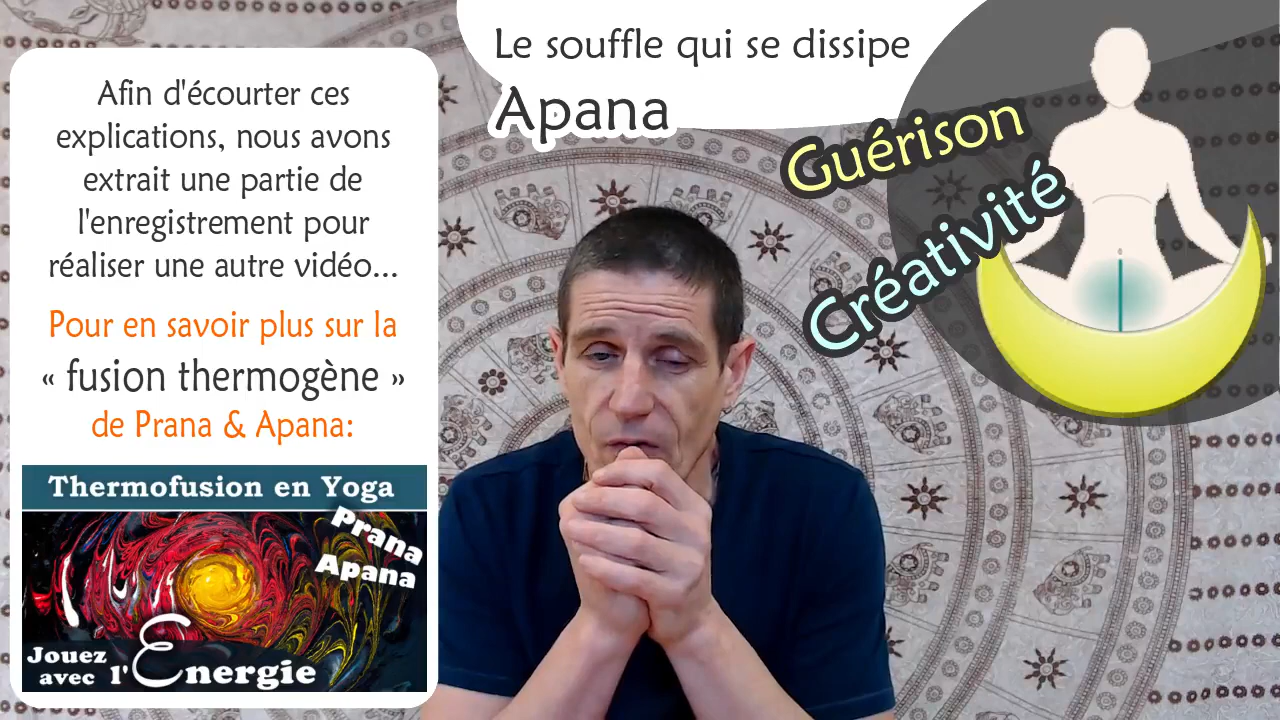 Le souffle qui se dissipe
Apana
Guérison
Créativité
Afin d'écourter ces
explications, nous avons
extrait une partie de
l'enregistrement pour
réaliser une autre vidéo...
Pour en savoir plus sur la
« fusion thermogène »
de Prana & Apana:
Thermofusion en Yoga
Prana
Apana
Jouez
avec l'Energie